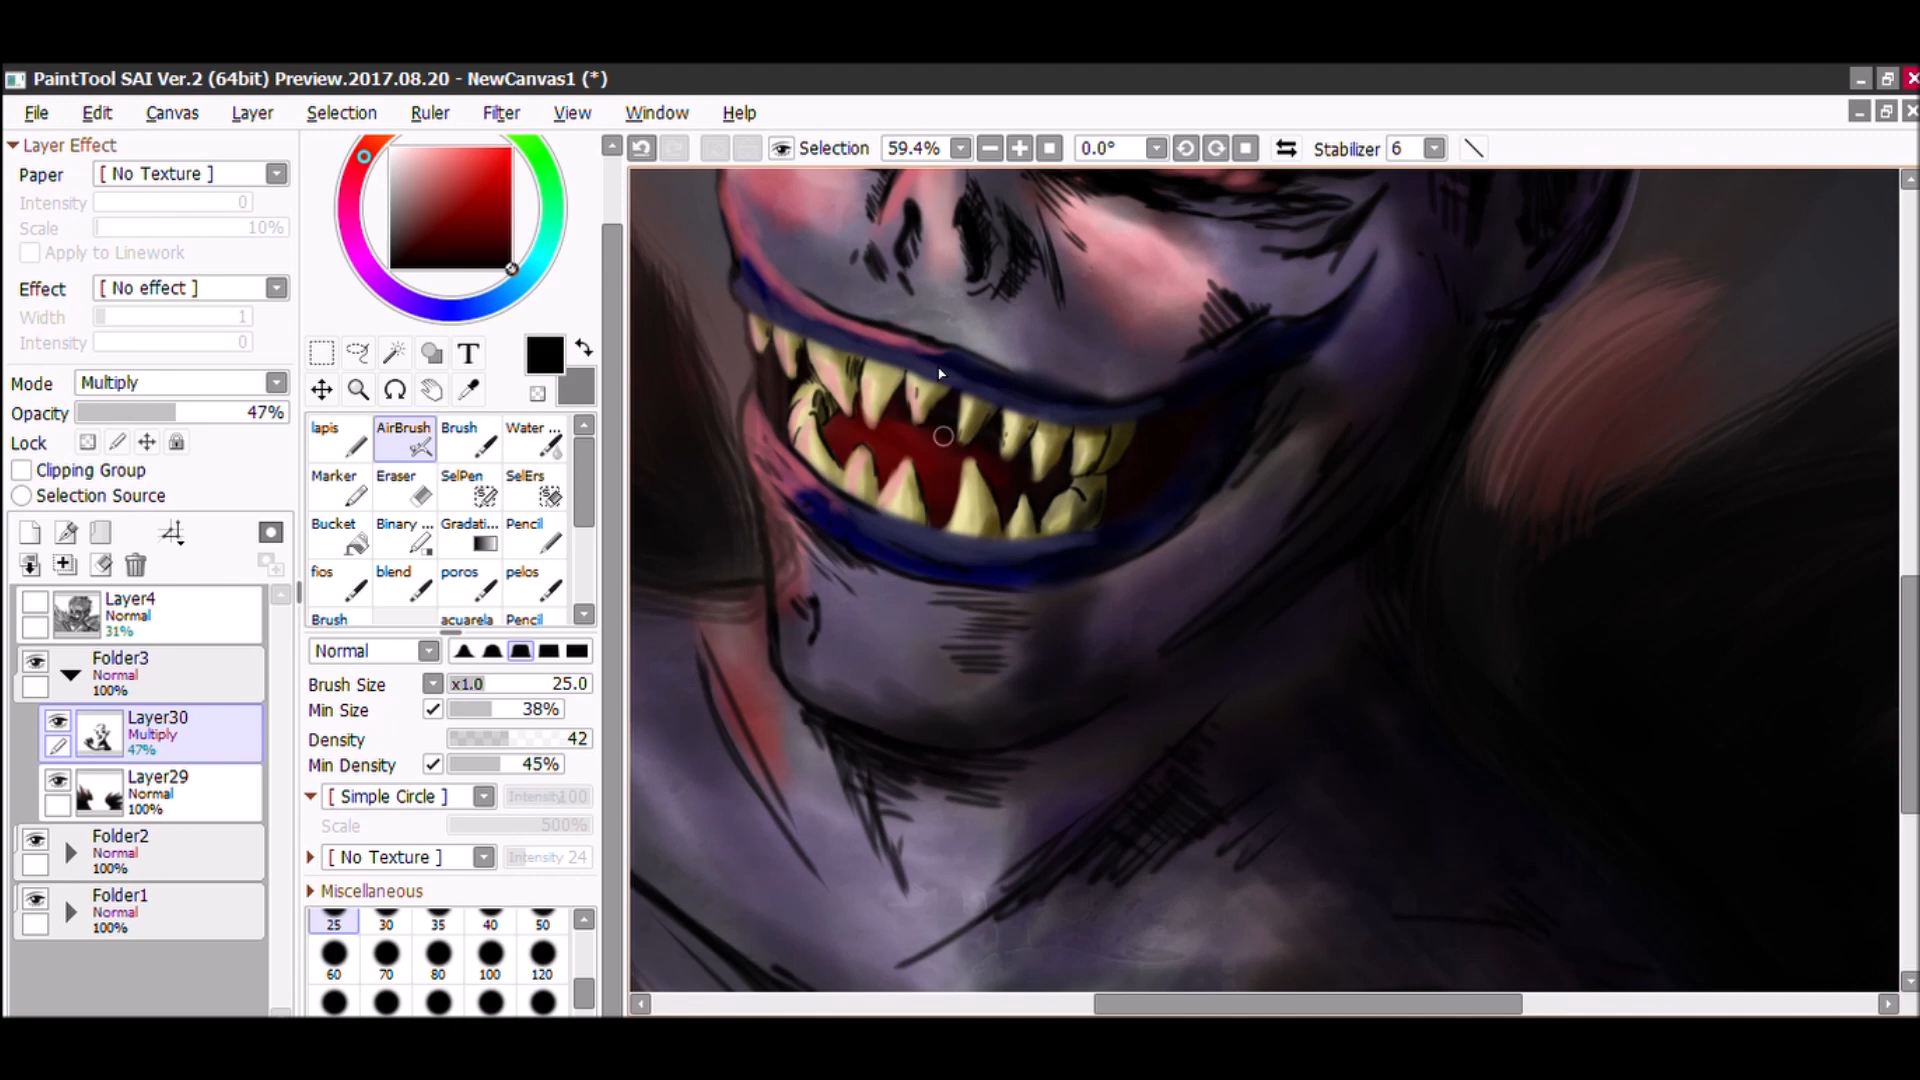 PaintTool SAI Ver.2 (64bit) Preview.2017.08.20 - NewCanvas1 (*)
File Edit Canvas Layer Selection Ruler Filter View Window Help
Selection 59.4% 0.0° Stabilizer 6
Layer Effect
Paper [ No Texture ]
Intensity 0
Scale 10%
Apply to Linework
Effect [ No effect ]
Width 1
Intensity 0
Mode Multiply
Opacity 47%
Lock
Clipping Group
Selection Source
Layer4
Normal
31%
Folder3
Normal
100%
Layer30
Multiply
47%
Layer29
Normal
100%
Folder2
Normal
100%
Folder1
Normal
100%
T
lapis AirBrush Brush Water ...
Marker Eraser SelPen SelErs
Bucket Binary ... Gradati... Pencil
fios blend poros pelos
Brush acuarela Pencil
Normal
Brush Size x1.0 25.0
Min Size 38%
Density 42
Min Density 45%
[ Simple Circle ] Intensity 100
Scale 500%
[ No Texture ] Intensity 24
Miscellaneous
25 30 35 40 50
60 70 80 100 120